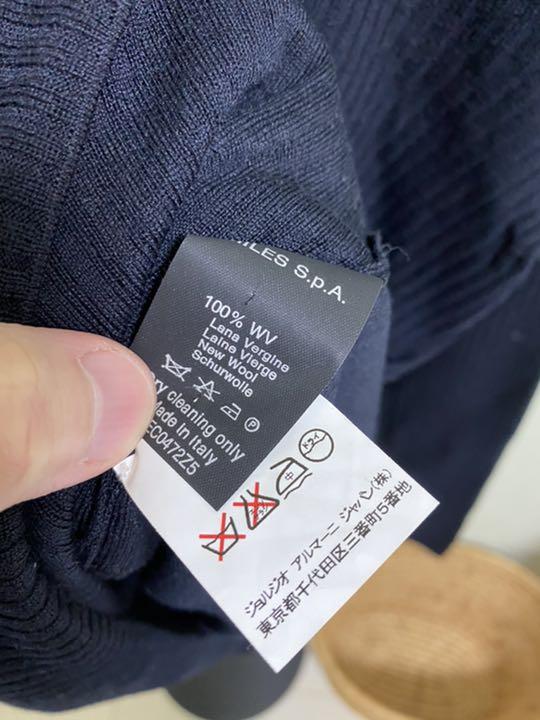 S.p.A.
100% WV
Lana Vergine
Laine Vierge
New Wool
Schurwolle
P
cleaning only
Made in Italy
ドライ
ジョルジオ アルマーニ ジャパン(株)
東京都千代田区三番町5番地